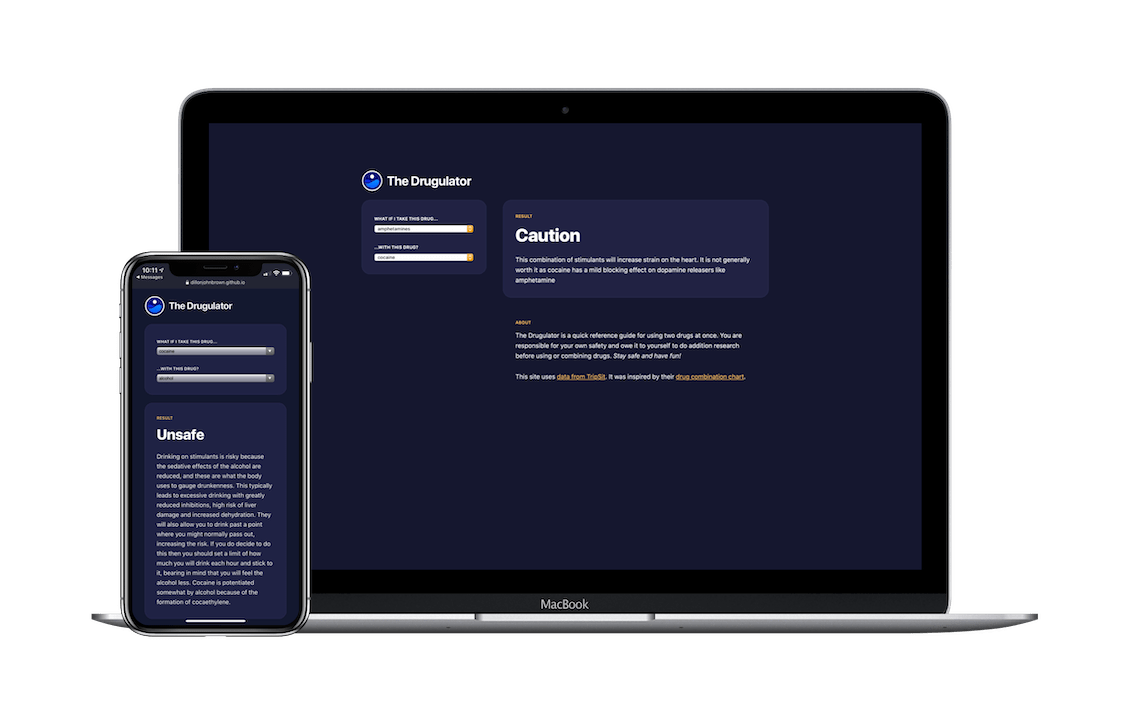 The Drugulator
WHAT IF I TAKE THIS DRUG...
amphetamines
...WITH THIS DRUG?
cocaine
RESULT
Caution
This combination of stimulants will increase strain on the heart. It is not generally
worth it as cocaine has a mild blocking effect on dopamine releasers like
amphetamine
ABOUT
The Drugulator is a quick reference guide for using two drugs at once. You are
responsible for your own safety and owe it to yourself to do addition research
before using or combining drugs. Stay safe and have fun!
This site uses data from TripSit. It was inspired by their drug combination chart.
MacBook
10:11
Messages
dillonjohnbrown.github.io
The Drugulator
WHAT IF I TAKE THIS DRUG...
cocaine
...WITH THIS DRUG?
alcohol
RESULT
Unsafe
Drinking on stimulants is risky because
the sedative effects of the alcohol are
reduced, and these are what the body
uses to gauge drunkenness. This typically
leads to excessive drinking with greatly
reduced inhibitions, high risk of liver
damage and increased dehydration. They
will also allow you to drink past a point
where you might normally pass out,
increasing the risk. If you do decide to do
this then you should set a limit of how
much you will drink each hour and stick to
it, bearing in mind that you will feel the
alcohol less. Cocaine is potentiated
somewhat by alcohol because of the
formation of cocaethylene.